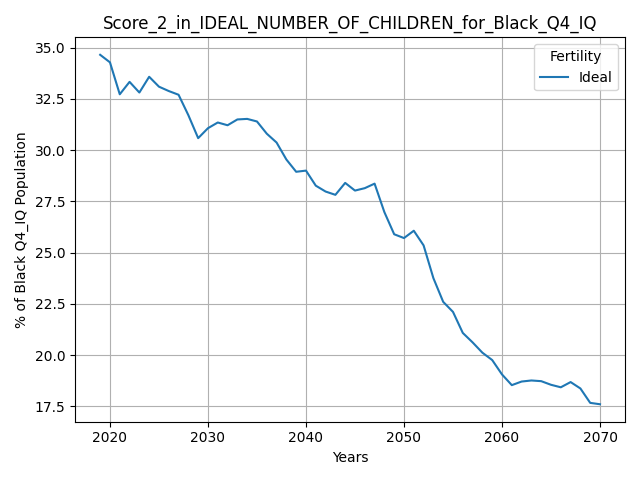 Score_2_in_IDEAL_NUMBER_OF_CHILDREN_for_Black_Q4_IQ
Fertility
Ideal
% of Black Q4_IQ Population
35.0
32.5
30.0
27.5
25.0
22.5
20.0
17.5
2020 2030 2040 2050 2060 2070
Years